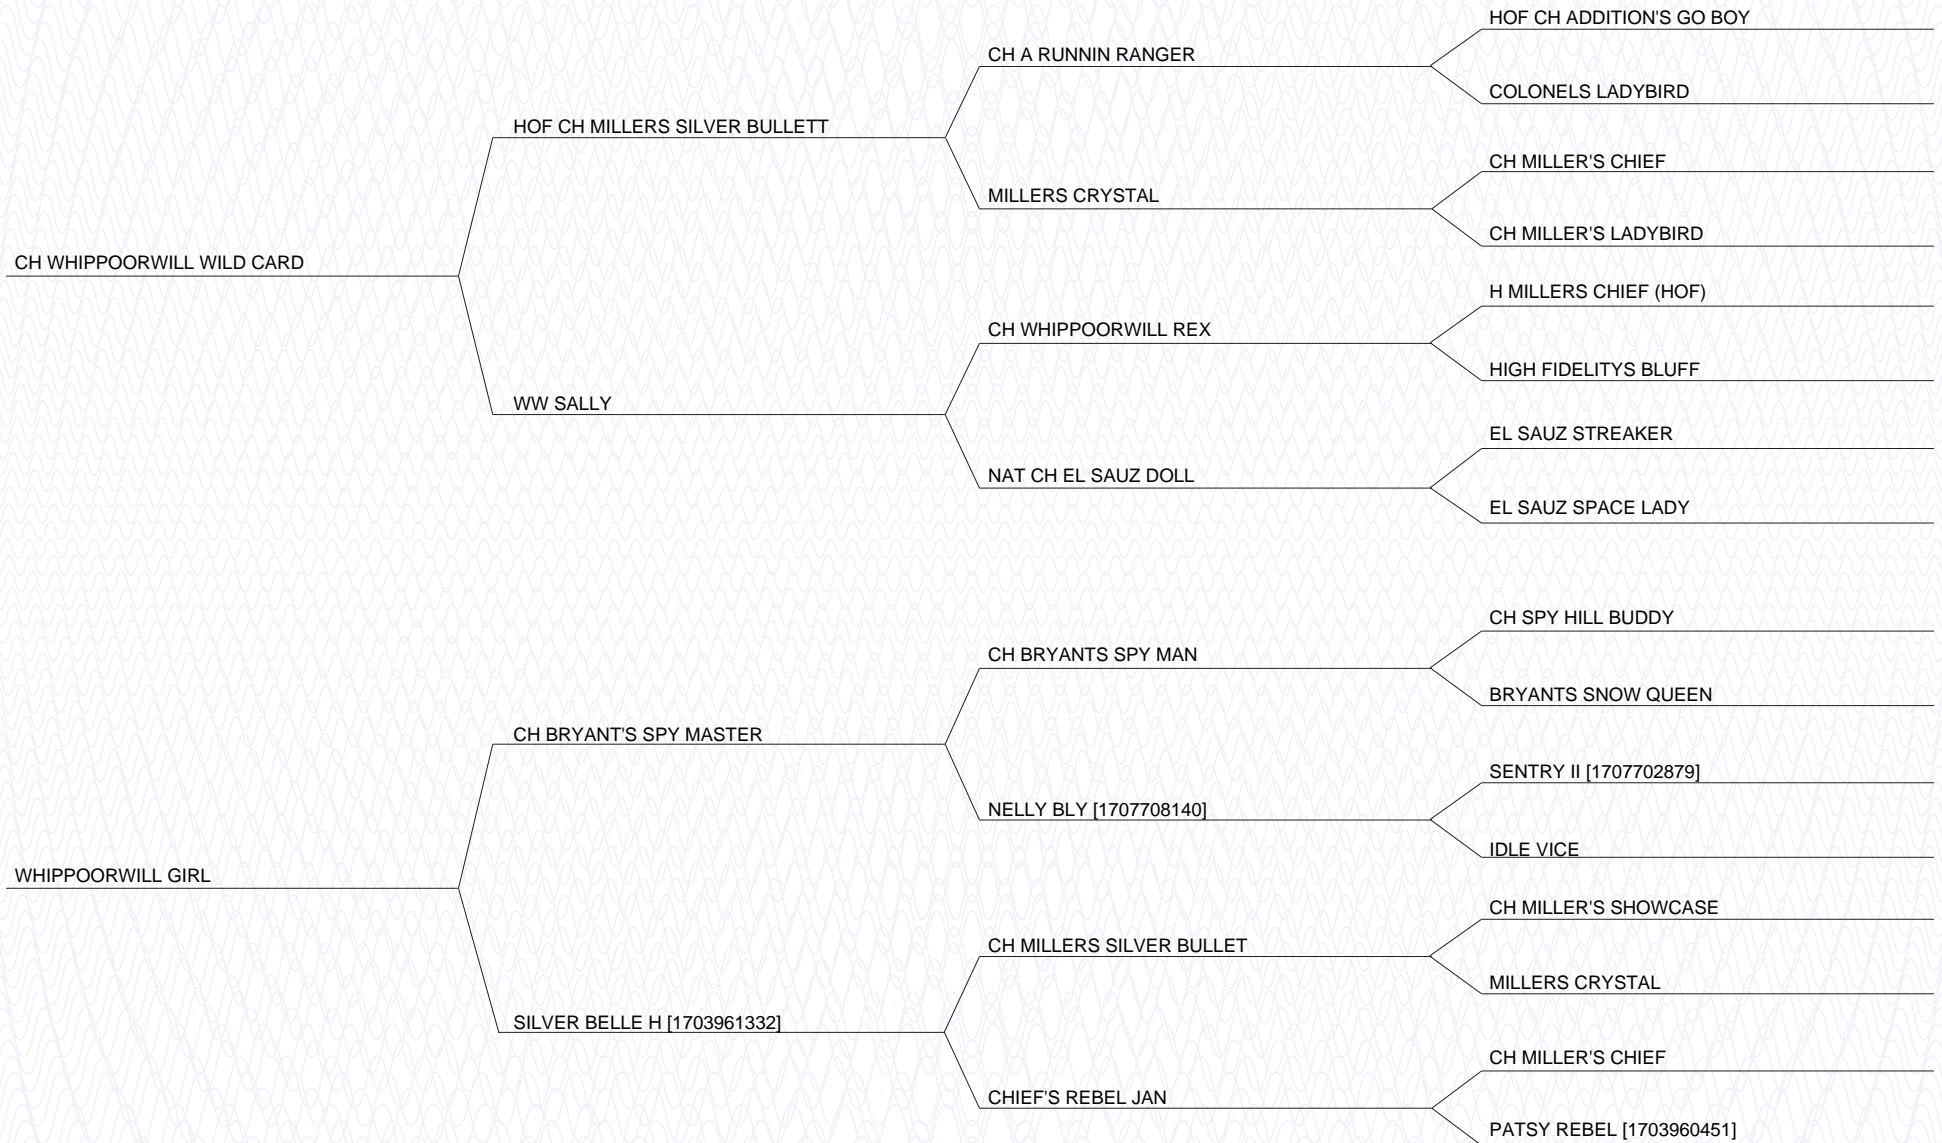 HOF CH ADDITION'S GO BOY
CH A RUNNIN RANGER
COLONELS LADYBIRD
HOF CH MILLERS SILVER BULLETT
CH MILLER'S CHIEF
MILLERS CRYSTAL
CH MILLER'S LADYBIRD
CH WHIPPOORWILL WILD CARD
H MILLERS CHIEF (HOF)
CH WHIPPOORWILL REX
HIGH FIDELITYS BLUFF
WW SALLY
EL SAUZ STREAKER
NAT CH EL SAUZ DOLL
EL SAUZ SPACE LADY
CH SPY HILL BUDDY
CH BRYANTS SPY MAN
BRYANTS SNOW QUEEN
CH BRYANT'S SPY MASTER
SENTRY II [1707702879]
NELLY BLY [1707708140]
IDLE VICE
WHIPPOORWILL GIRL
CH MILLER'S SHOWCASE
CH MILLERS SILVER BULLET
MILLERS CRYSTAL
SILVER BELLE H [1703961332]
CH MILLER'S CHIEF
CHIEF'S REBEL JAN
PATSY REBEL [1703960451]